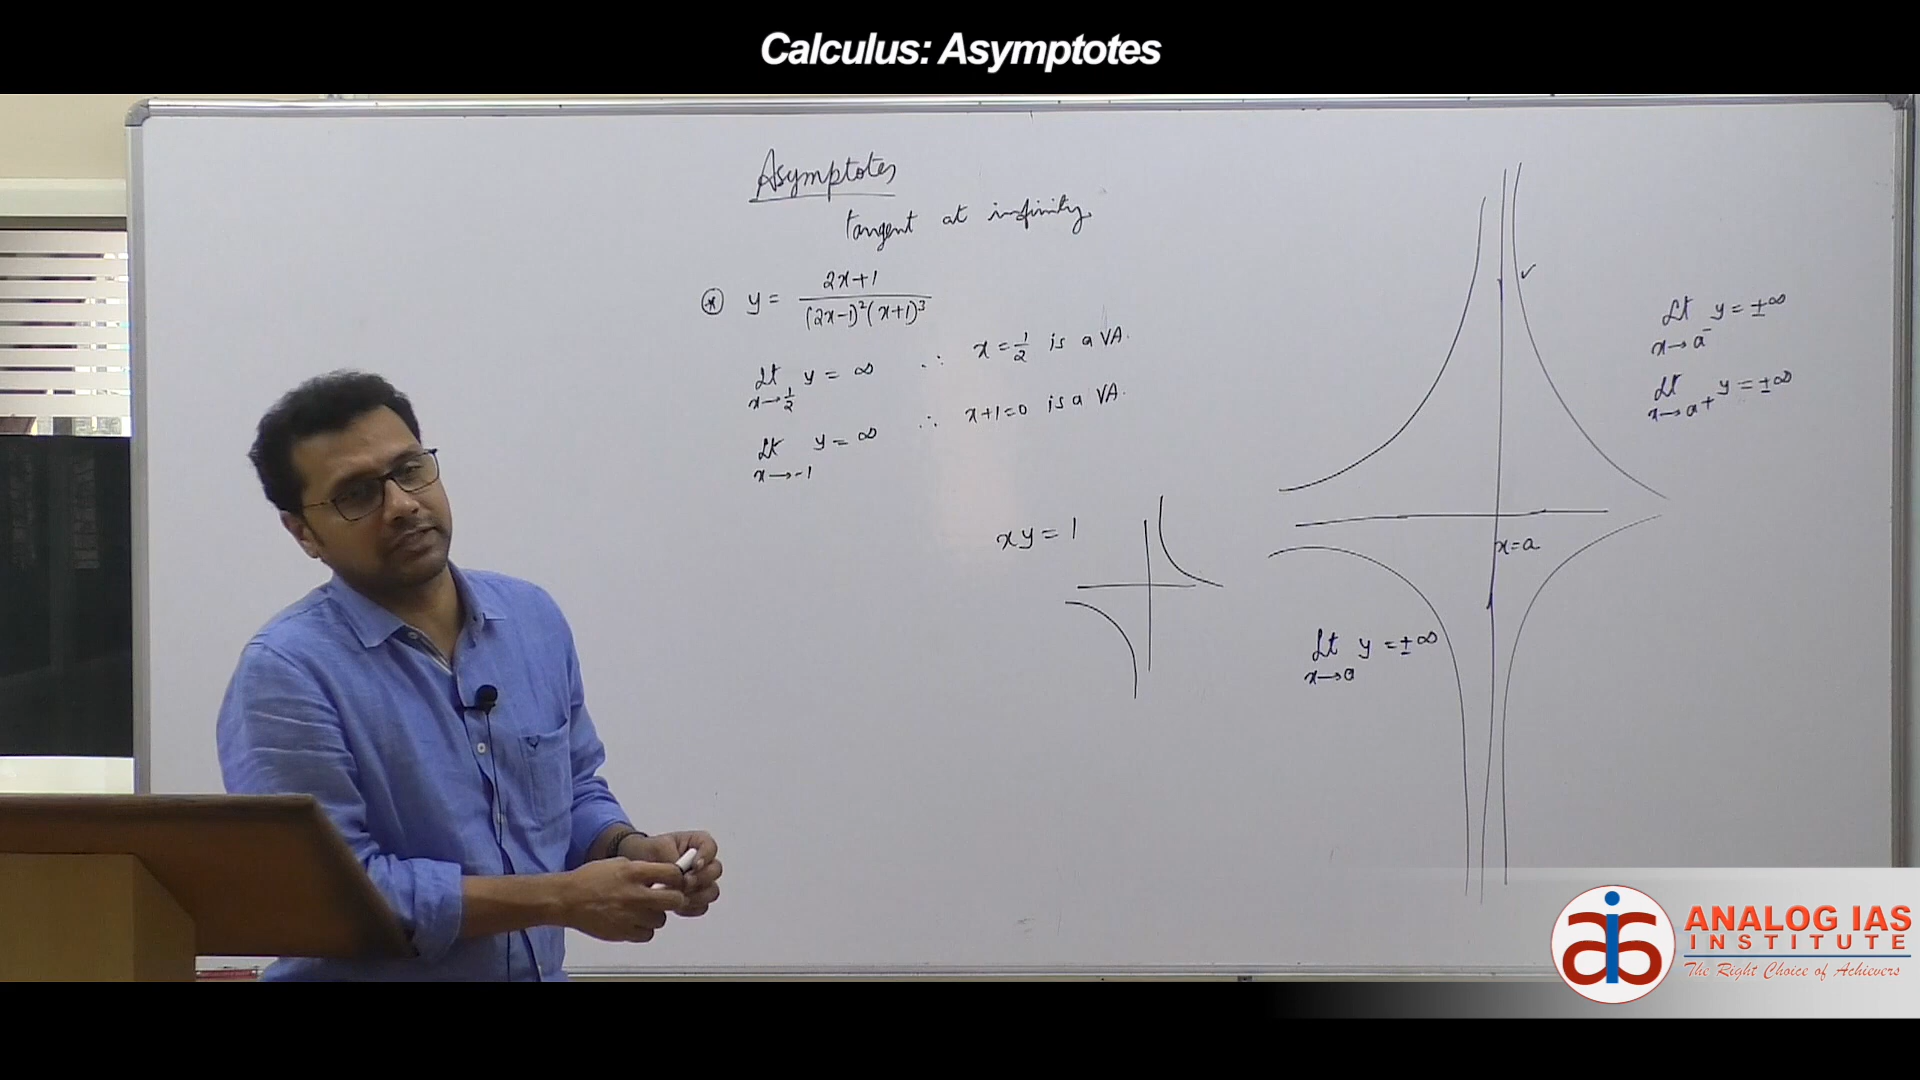 Calculus: Asymptotes
Asymptotes
tangent at infinity
* y = 2x+1 / (2x-1)²(x+1)³
Lt x→1/2 y = ∞ ∴ x = 1/2 is a VA.
Lt x→-1 y = ∞ ∴ x+1=0 is a VA.
xy = 1
x=a
Lt x→a⁻ y = ±∞
Lt x→a+ y = ±∞
Lt x→a y = ±∞
ANALOG IAS
INSTITUTE
The Right Choice of Achievers